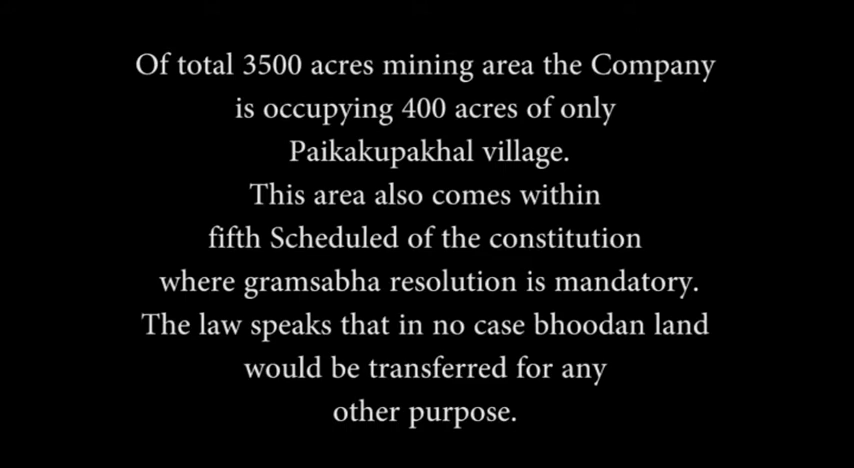 Of total 3500 acres mining area the Company
is occupying 400 acres of only
Paikakupakhal village.
This area also comes within
fifth Scheduled of the constitution
where gramsabha resolution is mandatory.
The law speaks that in no case bhoodan land
would be transferred for any
other purpose.